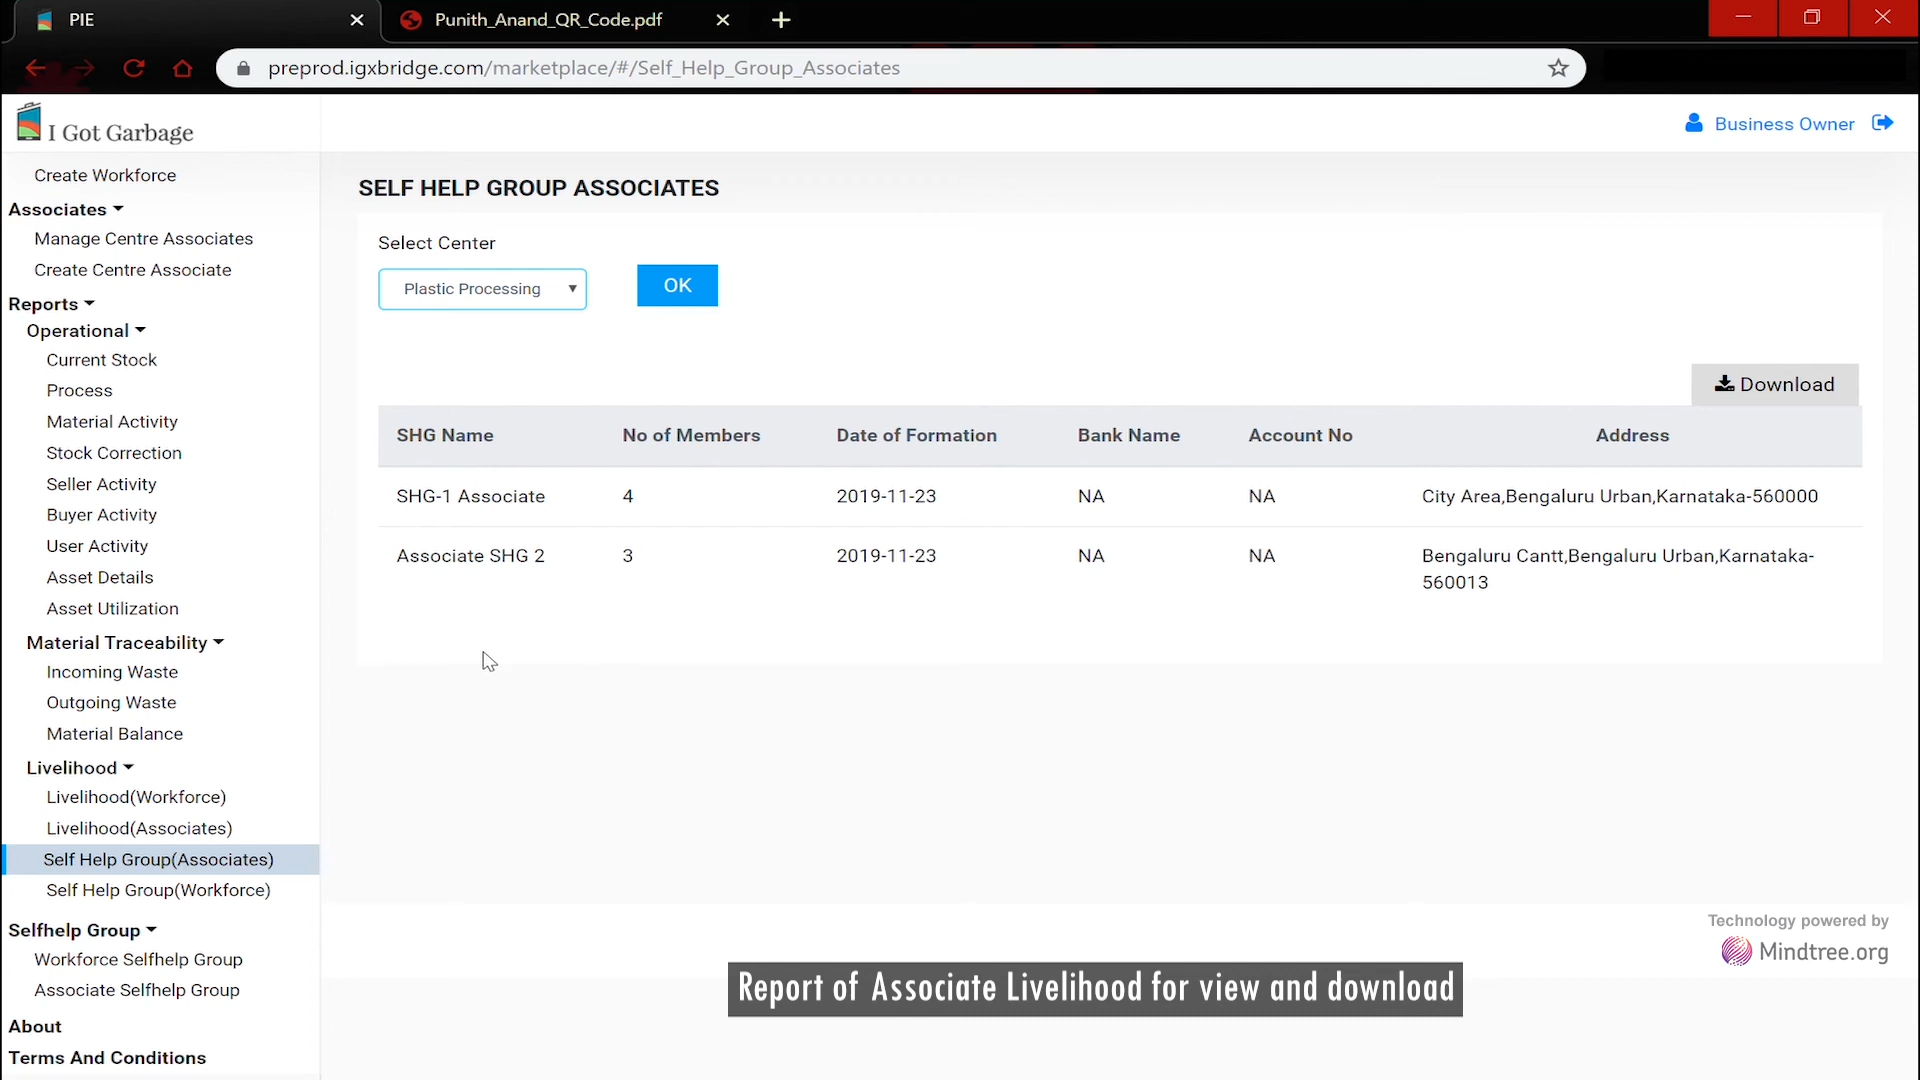 PIE
Punith_Anand_QR_Code.pdf
preprod.igxbridge.com/marketplace/#/Self_Help_Group_Associates
I Got Garbage
Business Owner
Create Workforce
Associates
Manage Centre Associates
Create Centre Associate
Reports
Operational
Current Stock
Process
Material Activity
Stock Correction
Seller Activity
Buyer Activity
User Activity
Asset Details
Asset Utilization
Material Traceability
Incoming Waste
Outgoing Waste
Material Balance
Livelihood
Livelihood(Workforce)
Livelihood(Associates)
Self Help Group(Associates)
Self Help Group(Workforce)
Selfhelp Group
Workforce Selfhelp Group
Associate Selfhelp Group
About
Terms And Conditions
SELF HELP GROUP ASSOCIATES
Select Center
Plastic Processing
OK
Download
SHG Name No of Members Date of Formation Bank Name Account No Address
SHG-1 Associate 4 2019-11-23 NA NA City Area,Bengaluru Urban,Karnataka-560000
Associate SHG 2 3 2019-11-23 NA NA Bengaluru Cantt,Bengaluru Urban,Karnataka-
560013
Technology powered by
Mindtree.org
Report of Associate Livelihood for view and download